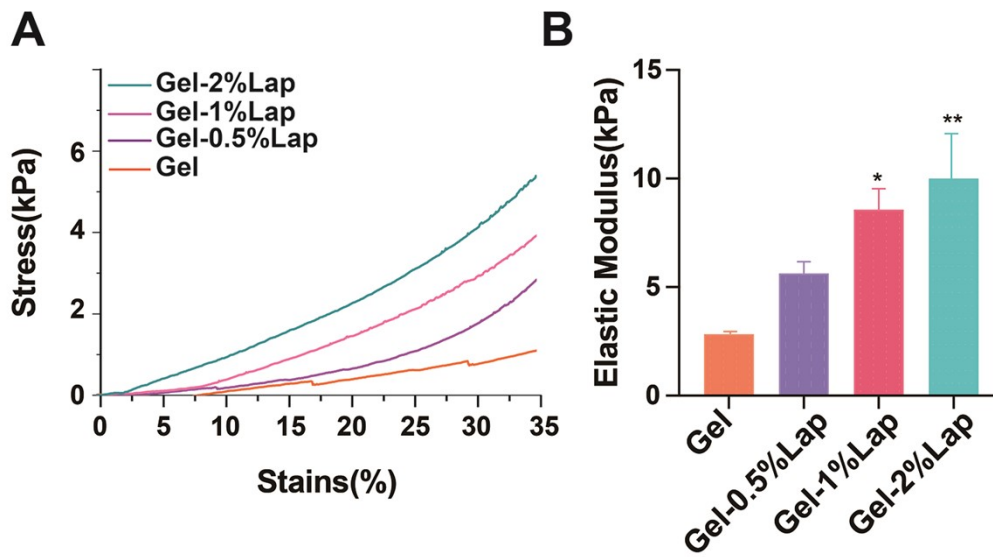 A
Gel-2%Lap
Gel-1%Lap
Gel-0.5%Lap
Gel
Stress(kPa)
6
4
2
0
0 5 10 15 20 25 30 35
Stains(%)
B
Elastic Modulus(kPa)
15
10
5
0
*
**
Gel
Gel-0.5%Lap
Gel-1%Lap
Gel-2%Lap